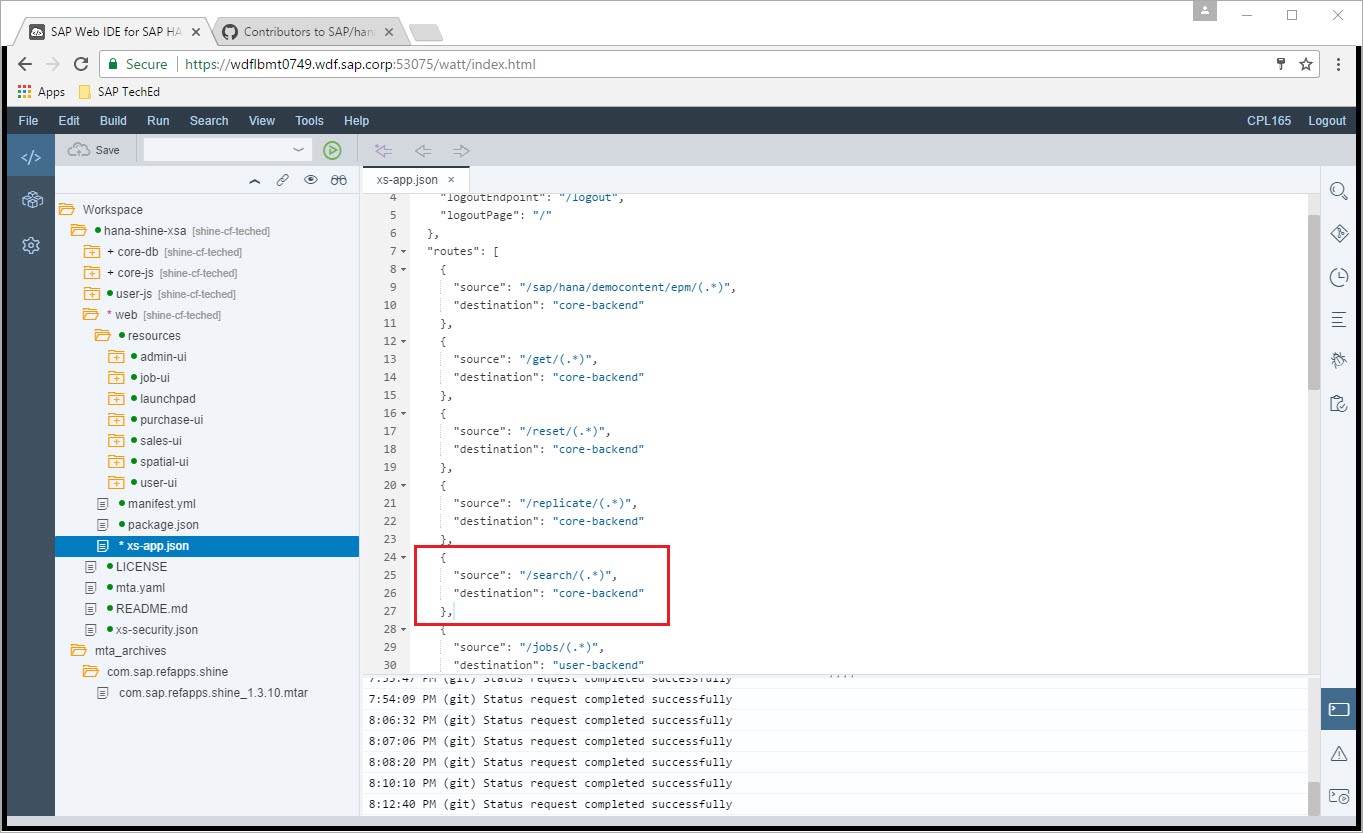 SAP Web IDE for SAP HA
Contributors to SAP/han
Secure
https://wdflbmt0749.wdf.sap.corp:53075/watt/index.html
Apps
SAP TechEd
File Edit Build Run Search View Tools Help CPL165 Logout
Save
xs-app.json ×
Workspace
hana-shine-xsa [shine-cf-teched]
+ core-db [shine-cf-teched]
+ core-js [shine-cf-teched]
user-js [shine-cf-teched]
* web [shine-cf-teched]
resources
admin-ui
job-ui
launchpad
purchase-ui
sales-ui
spatial-ui
user-ui
manifest.yml
package.json
* xs-app.json
LICENSE
mta.yaml
README.md
xs-security.json
mta_archives
com.sap.refapps.shine
com.sap.refapps.shine_1.3.10.mtar
4 "logoutEndpoint": "/logout",
5 "logoutPage": "/"
6 },
7 "routes": [
8 {
9 "source": "/sap/hana/democontent/epm/(.*)",
10 "destination": "core-backend"
11 },
12 {
13 "source": "/get/(.*)",
14 "destination": "core-backend"
15 },
16 {
17 "source": "/reset/(.*)",
18 "destination": "core-backend"
19 },
20 {
21 "source": "/replicate/(.*)",
22 "destination": "core-backend"
23 },
24 {
25 "source": "/search/(.*)",
26 "destination": "core-backend"
27 },
28 {
29 "source": "/jobs/(.*)",
30 "destination": "user-backend"
7:53:47 PM (git) Status request completed successfully
7:54:09 PM (git) Status request completed successfully
8:06:32 PM (git) Status request completed successfully
8:07:06 PM (git) Status request completed successfully
8:08:20 PM (git) Status request completed successfully
8:10:10 PM (git) Status request completed successfully
8:12:40 PM (git) Status request completed successfully